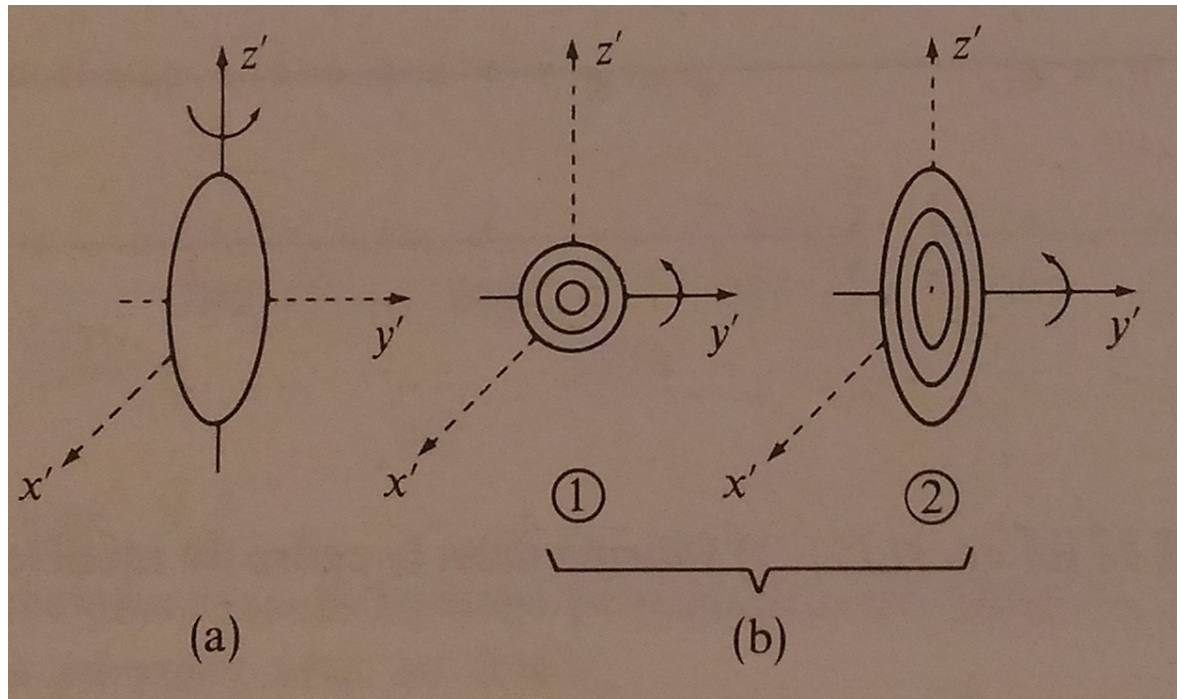 z′ z′ z′
y′ y′ y′
x′ x′ x′
① ②
(a) (b)